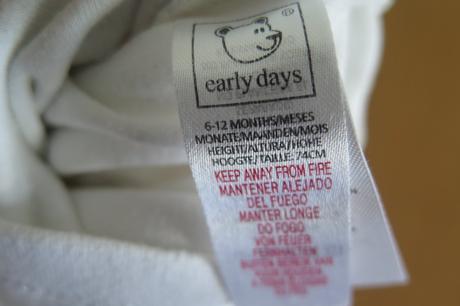 early days
6-12 MONTHS/MESES
MONATE/MAANDEN/MOIS
HEIGHT/ALTURA/HÖHE
HOOGTE/TAILLE: 74CM
KEEP AWAY FROM FIRE
MANTENER ALEJADO
DEL FUEGO
MANTER LONGE
DO FOGO
VON FEUER
FERNHALTEN